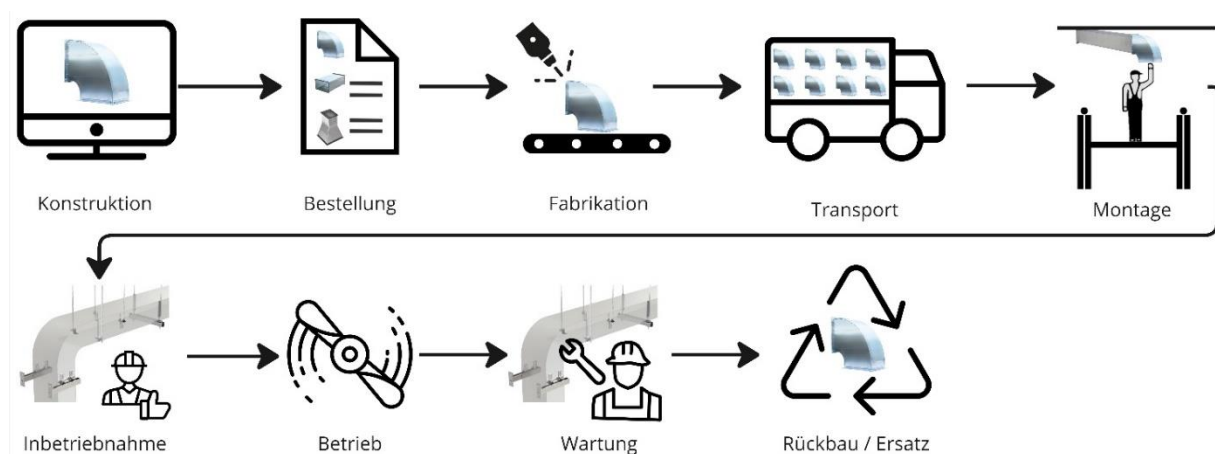 Konstruktion
Bestellung
Fabrikation
Transport
Montage
Inbetriebnahme
Betrieb
Wartung
Rückbau / Ersatz